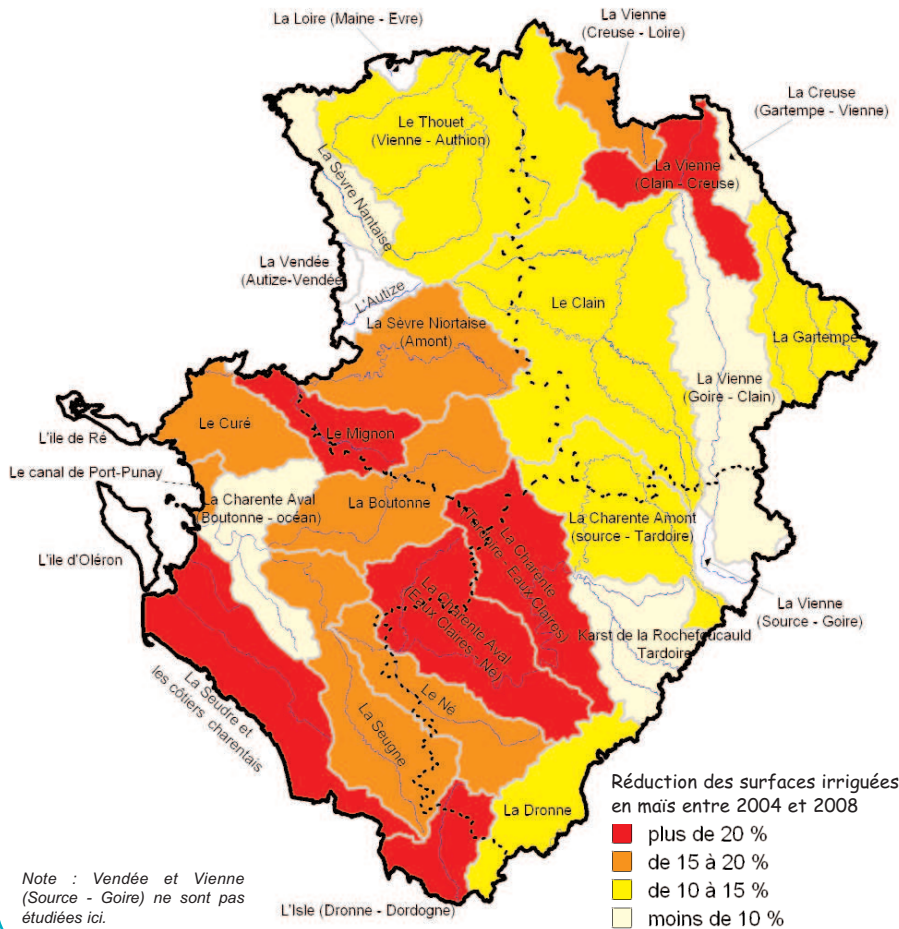 La Loire (Maine - Evre)
La Vienne
(Creuse - Loire)
La Creuse
(Gartempe - Vienne)
Le Thouet
(Vienne - Authion)
La Vienne
(Clain - Creuse)
La Sèvre Nantaise
La Vendée
(Autize-Vendée)
L'Autize
Le Clain
La Sèvre Niortaise
(Amont)
La Gartempe
La Vienne
(Goire - Clain)
L'île de Ré
Le Curé
Le Mignon
Le canal de Port-Punay
La Charente Aval
(Boutonne - océan)
La Boutonne
La Charente
(Tardoire - Eaux Claires)
La Charente Amont
(source - Tardoire)
L'île d'Oléron
La Charente Aval
(Eaux Claires - Né)
La Vienne
(Source - Goire)
Karst de la Rochefoucauld
Tardoire
La Seudre et
les côtiers charentais
Le Né
La Seugne
La Dronne
L'Isle (Dronne - Dordogne)
Réduction des surfaces irriguées
en maïs entre 2004 et 2008
plus de 20 %
de 15 à 20 %
de 10 à 15 %
moins de 10 %
Note : Vendée et Vienne
(Source - Goire) ne sont pas
étudiées ici.